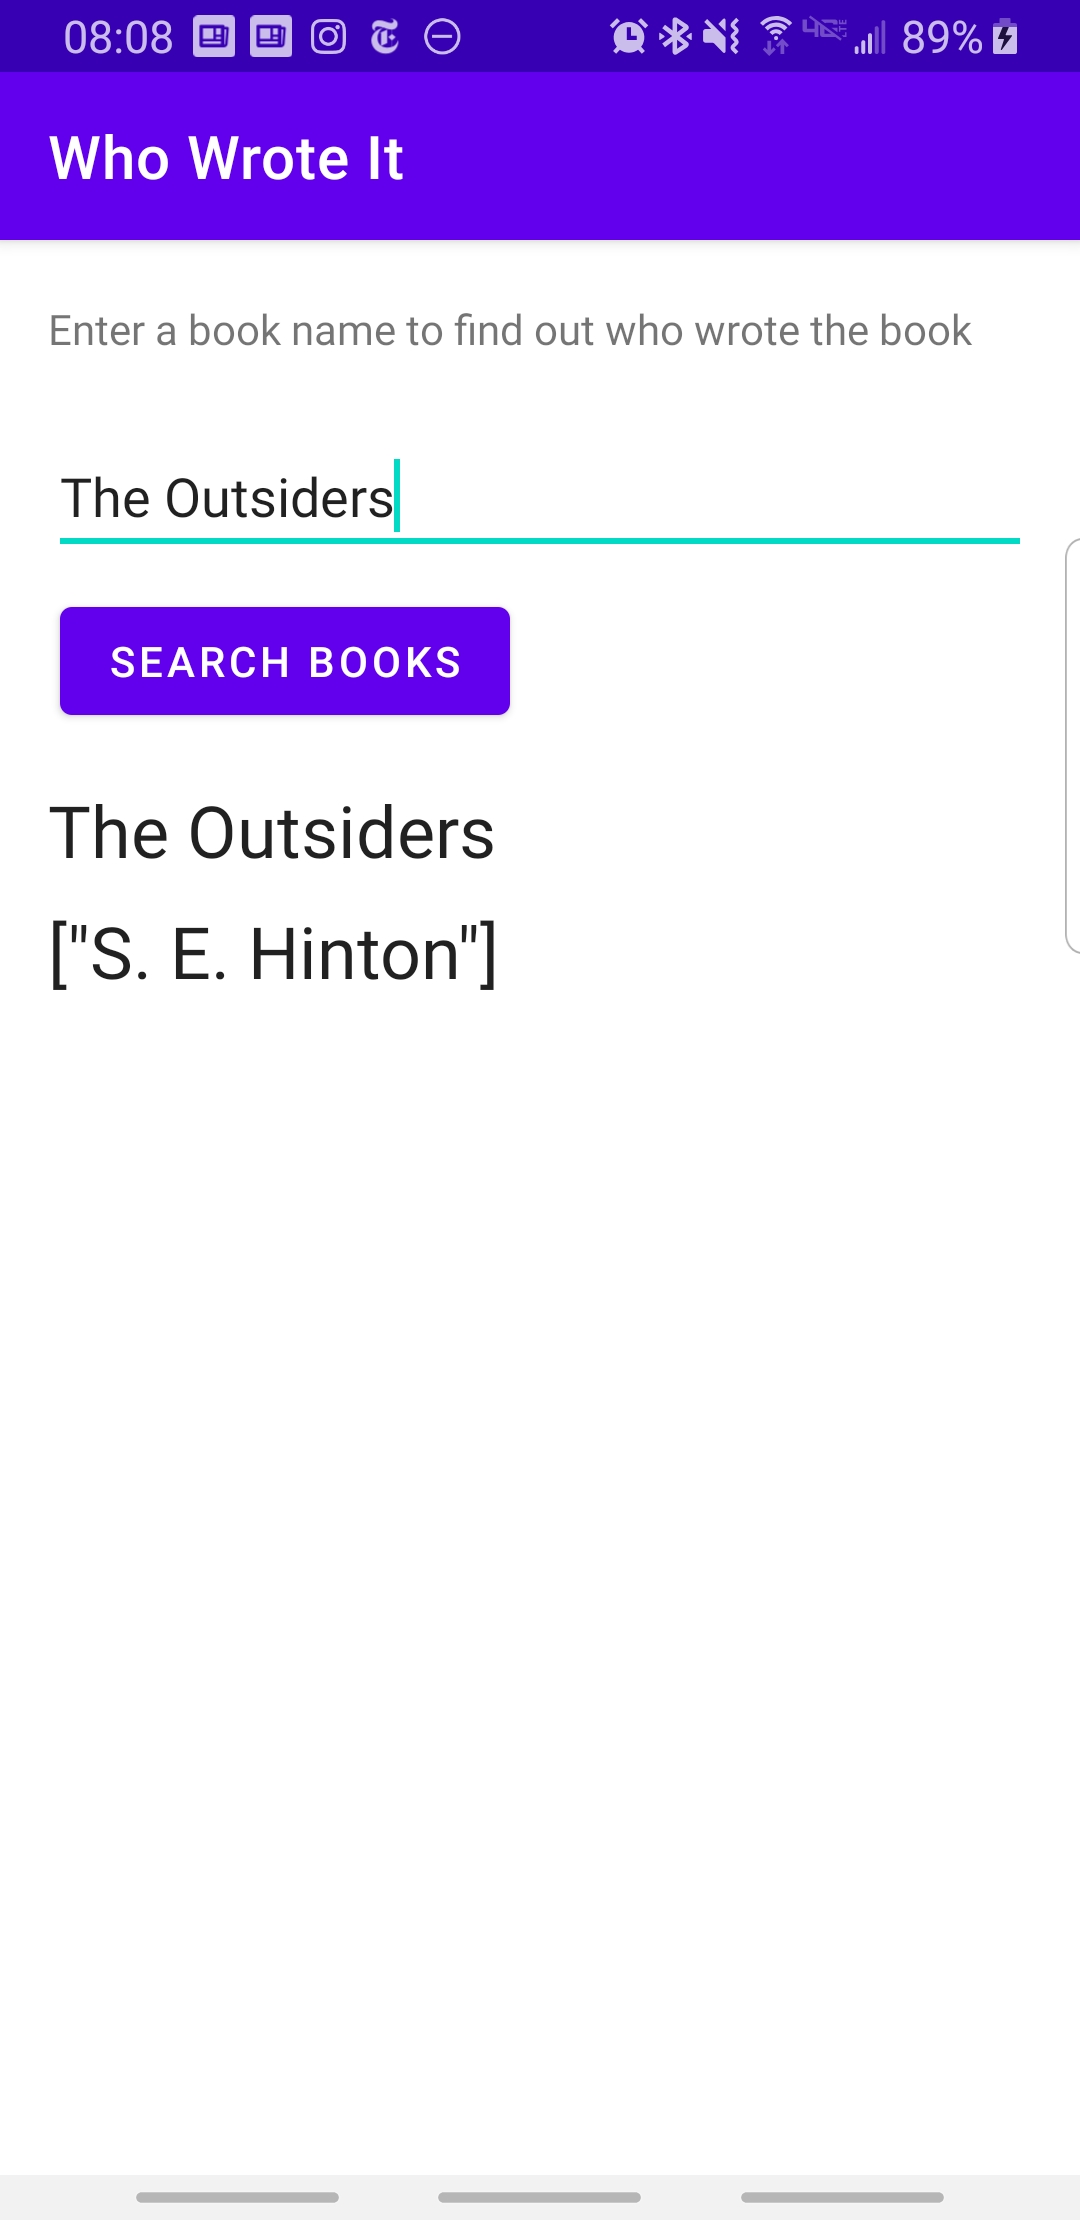 08:08 89%
Who Wrote It
Enter a book name to find out who wrote the book
The Outsiders
SEARCH BOOKS
The Outsiders
["S. E. Hinton"]